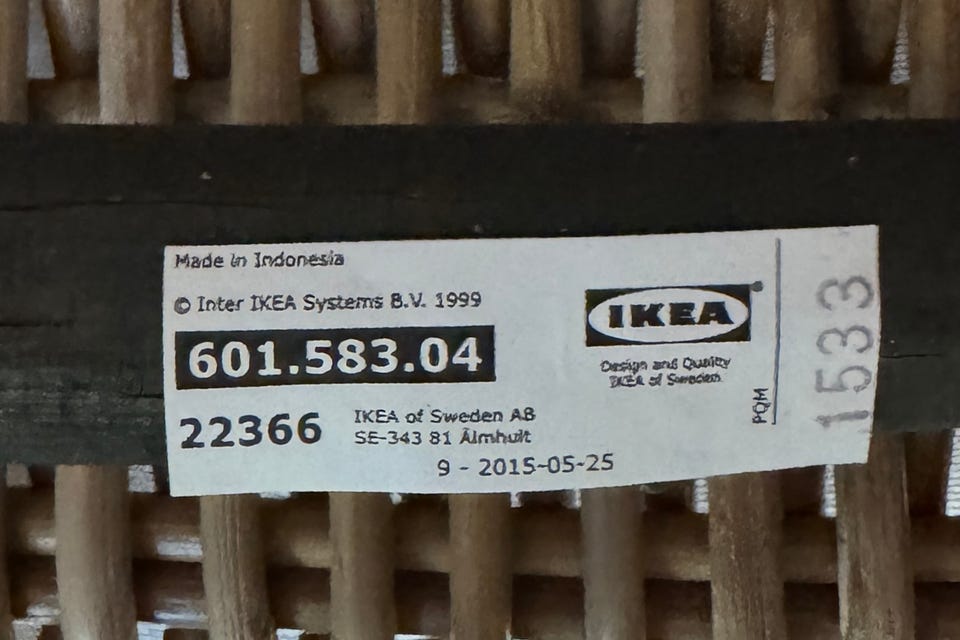 Made in Indonesia
© Inter IKEA Systems B.V. 1999
601.583.04
22366
IKEA of Sweden AB
SE-343 81 Älmhult
9 - 2015-05-25
IKEA
Design and Quality
IKEA of Sweden
PQM
1533